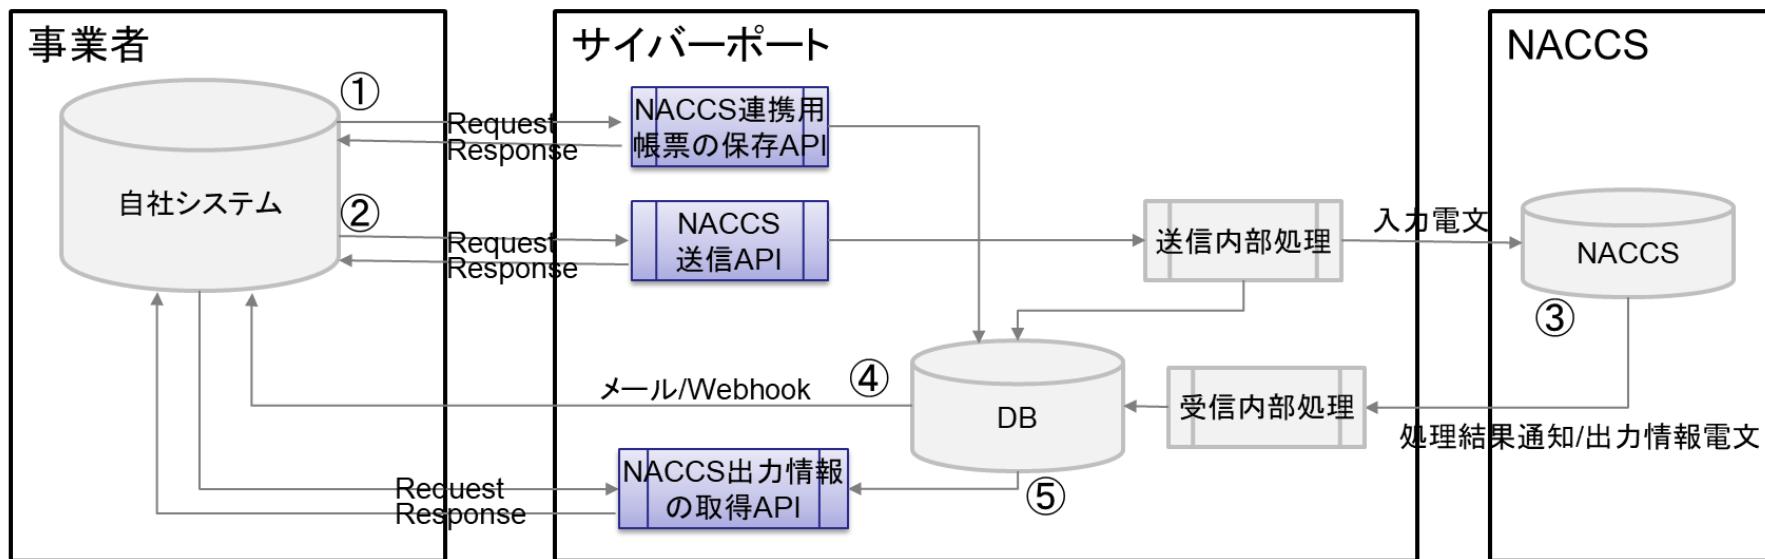 事業者
サイバーポート
NACCS
①
Request
Response
NACCS連携用
帳票の保存API
自社システム
②
Request
Response
NACCS
送信API
送信内部処理
入力電文
NACCS
③
メール/Webhook
④
DB
受信内部処理
処理結果通知/出力情報電文
Request
Response
NACCS出力情報
の取得API
⑤